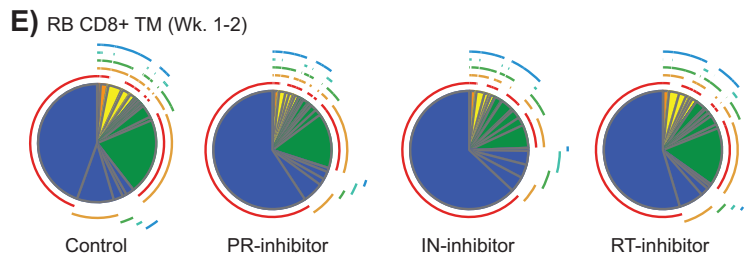 E) RB CD8+ TM (Wk. 1-2)
Control PR-inhibitor IN-inhibitor RT-inhibitor